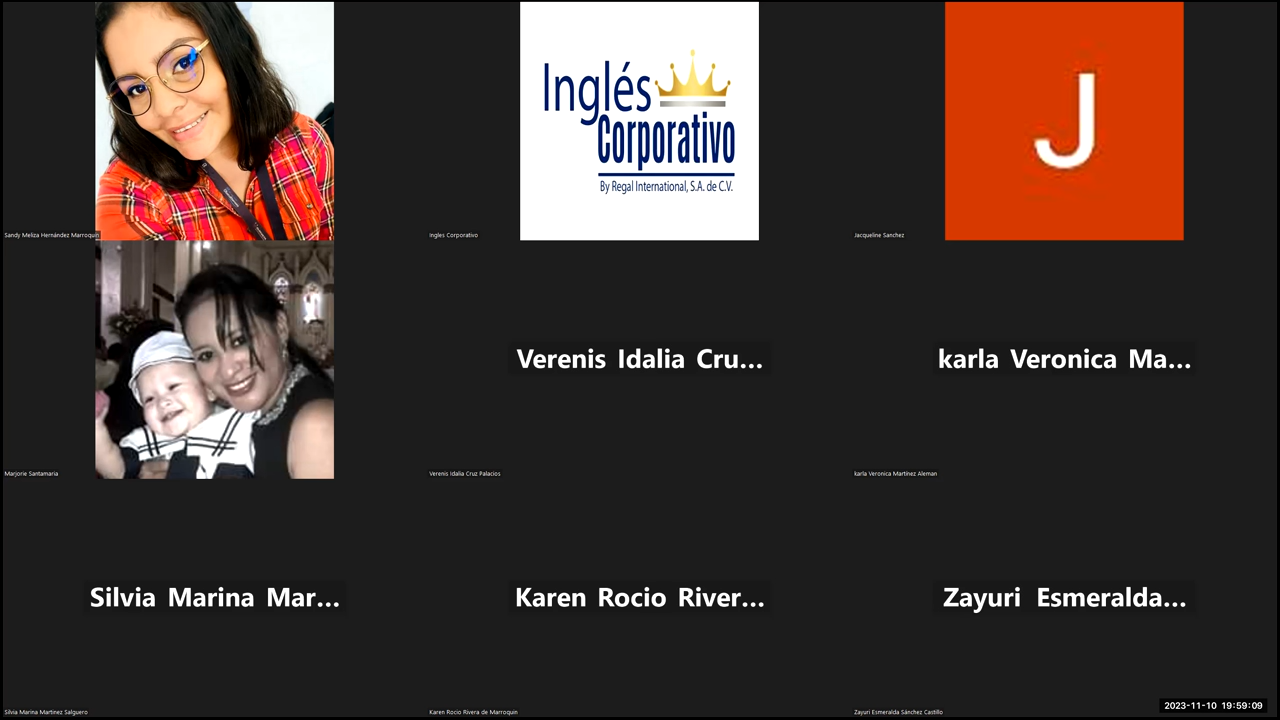 Sandy Meliza Hernández Marroquín
Inglés
Corporativo
By Regal International, S.A. de C.V.
Ingles Corporativo
J
Jacqueline Sanchez
Marjorie Santamaria
Verenis Idalia Cru...
Verenis Idalia Cruz Palacios
karla Veronica Ma...
karla Veronica Martínez Aleman
Silvia Marina Mar...
Silvia Marina Martinez Salguero
Karen Rocio River...
Karen Rocio Rivera de Marroquin
Zayuri Esmeralda...
Zayuri Esmeralda Sánchez Castillo
2023-11-10 19:59:09